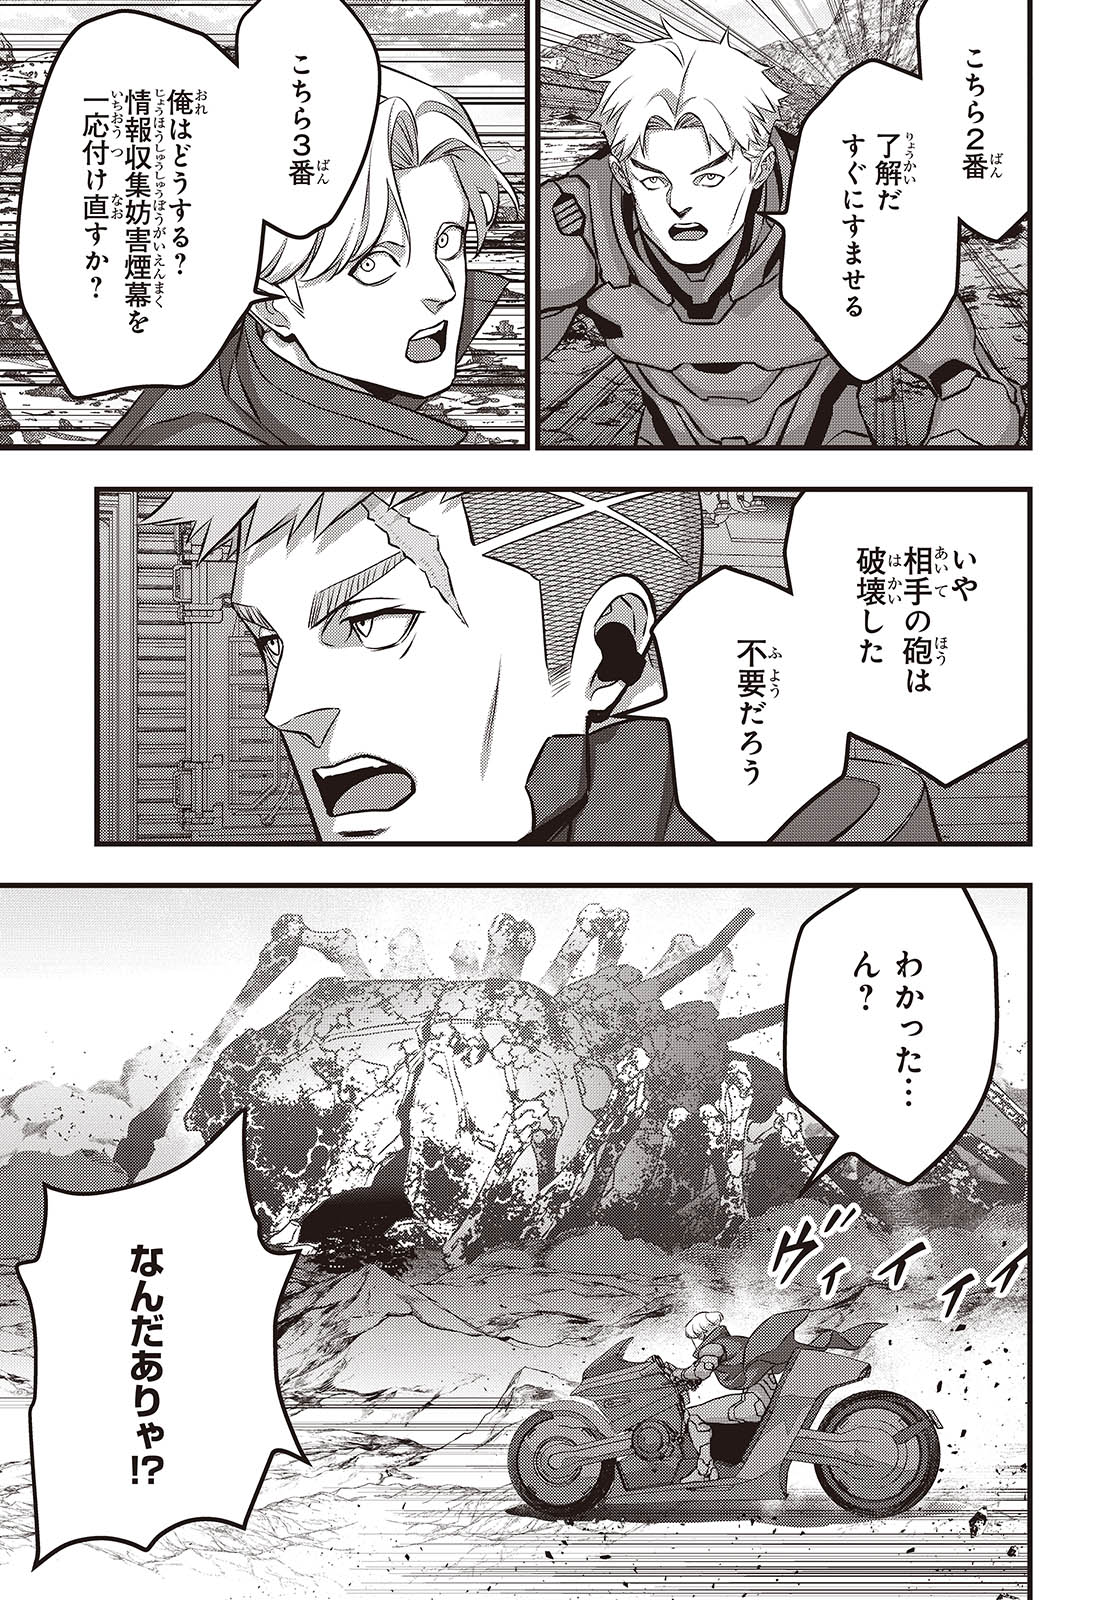 こちら２番
了解だ
すぐにすませる
こちら３番
俺はどうする？
情報収集妨害煙幕を
一応付け直すか？
いや
相手の砲は
破壊した
不要だろう
わかった…
ん？
ヴィイイイ
なんだありゃ!?